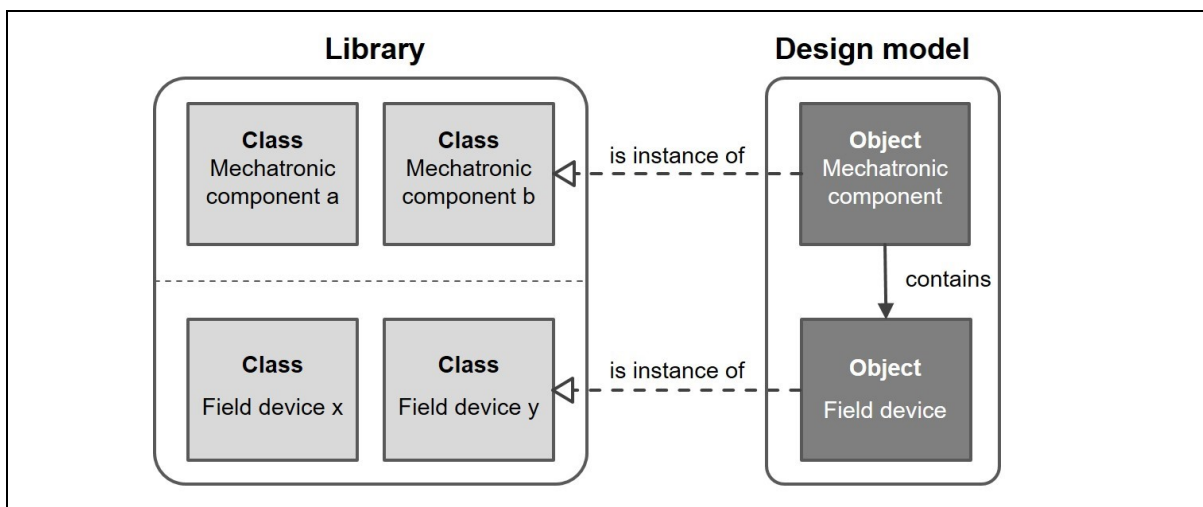 Library
Design model
Class
Mechatronic
component a
Class
Mechatronic
component b
is instance of
Object
Mechatronic
component
contains
Class
Field device x
Class
Field device y
is instance of
Object
Field device